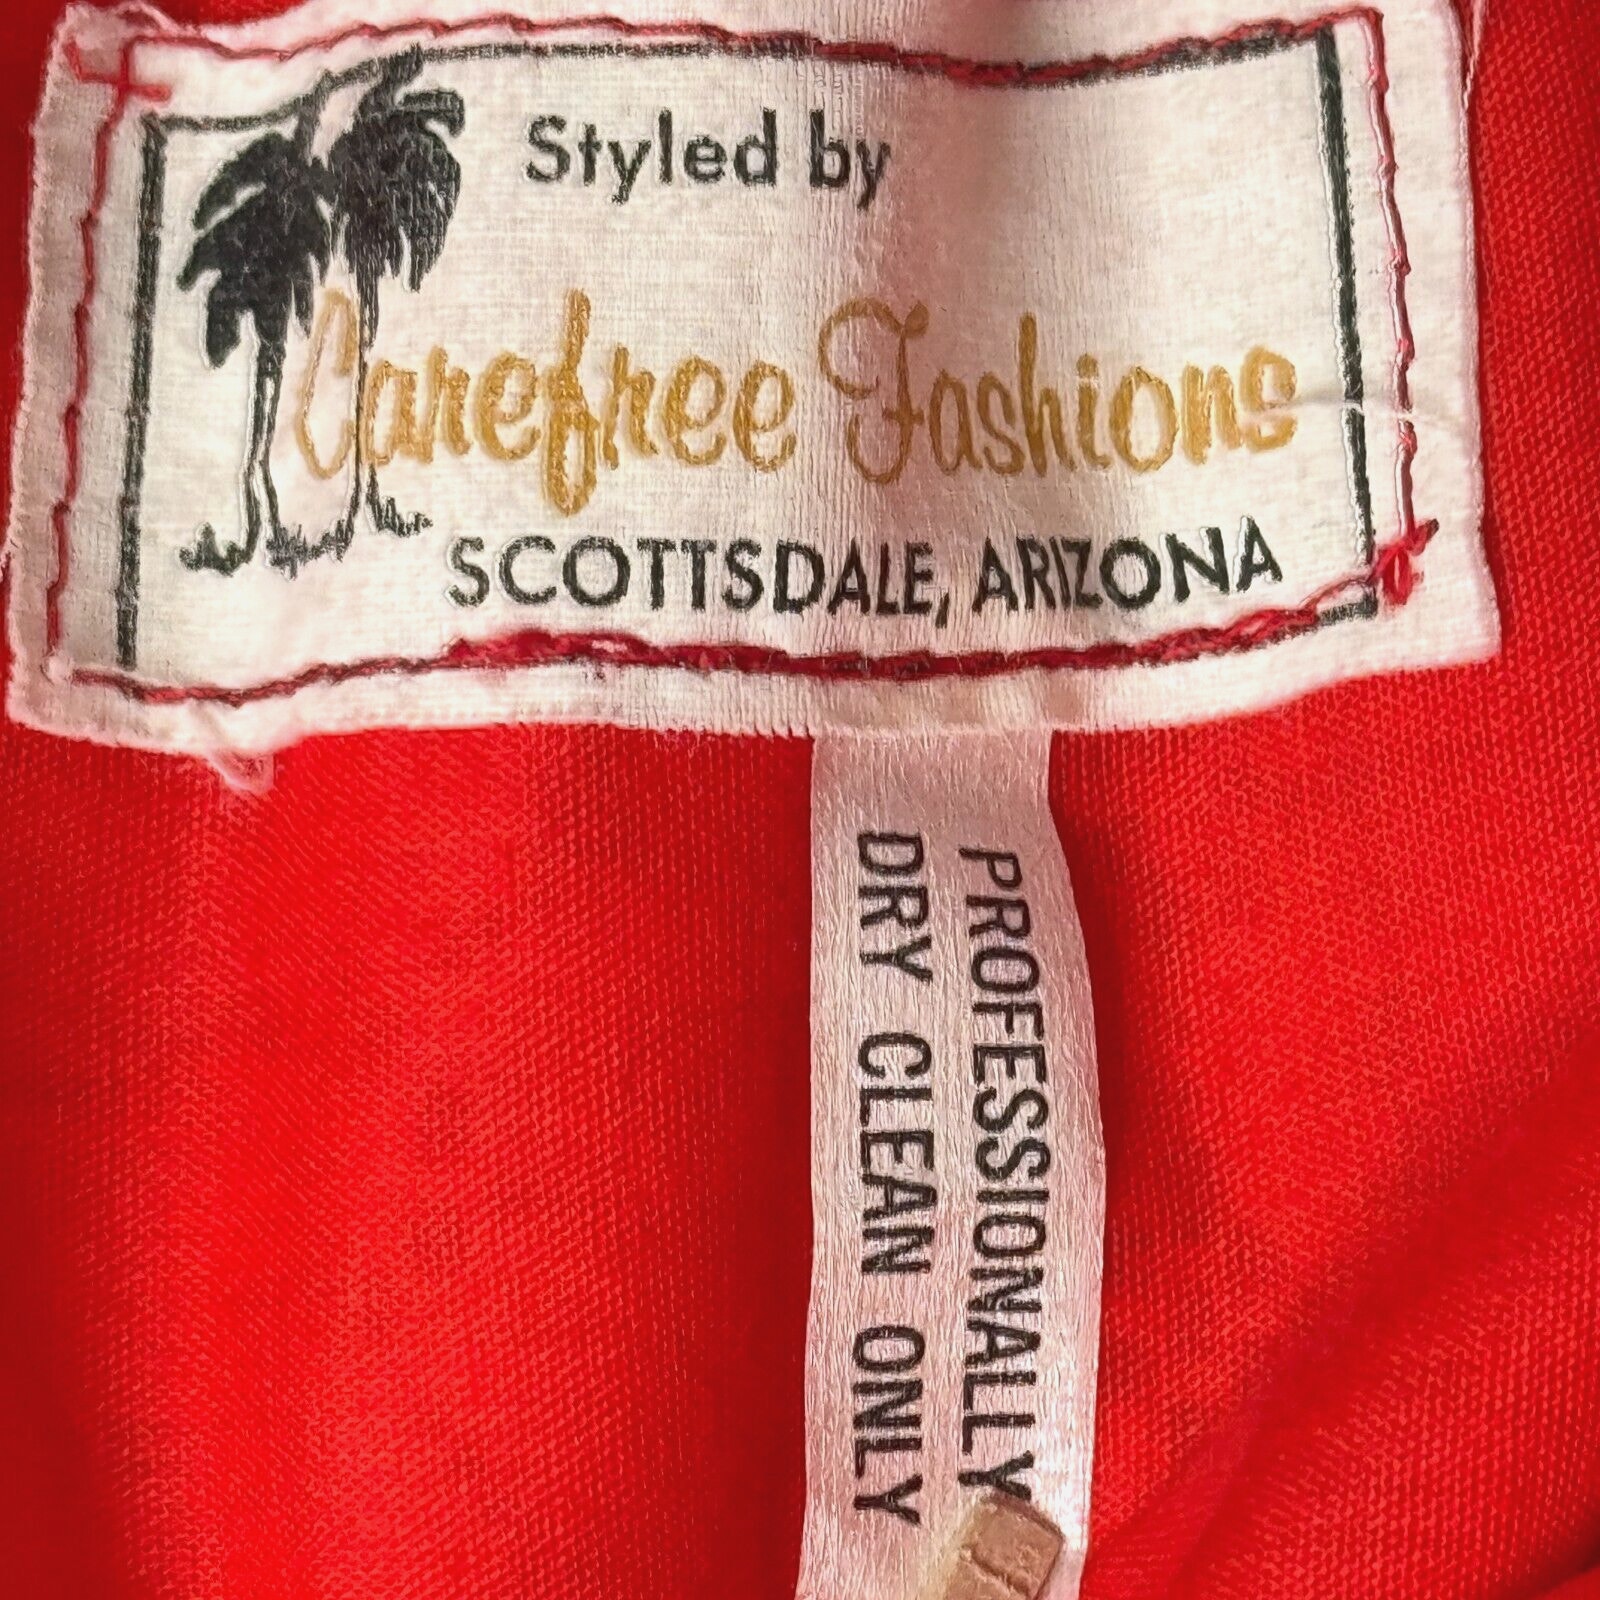 Styled by
Carefree Fashions
SCOTTSDALE, ARIZONA
PROFESSIONALLY
DRY CLEAN ONLY